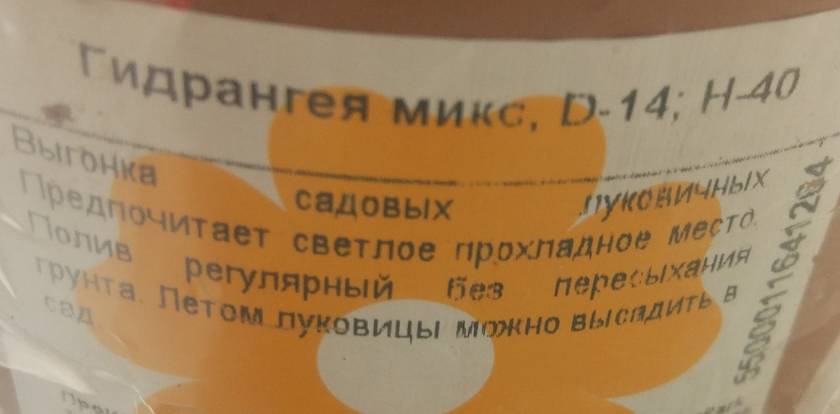 Гидрангея микс, D-14; H-40
Выгонка садовых луковичных
Предпочитает светлое прохладное место.
Полив регулярный без пересыхания
грунта. Летом луковицы можно высадить в
сад.